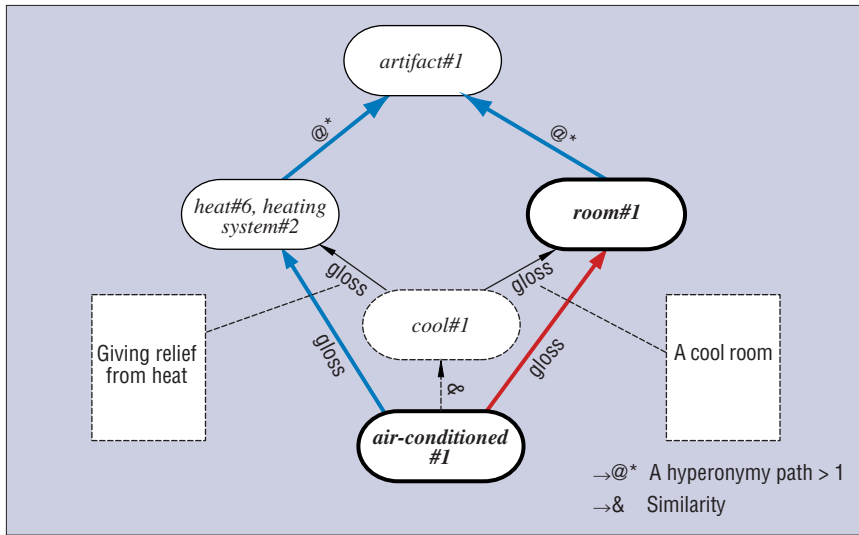 artifact#1
@*
@*
heat#6, heating
system#2
room#1
gloss
gloss
cool#1
Giving relief
from heat
A cool room
gloss
gloss
&
air-conditioned
#1
→@* A hyperonymy path > 1
→& Similarity